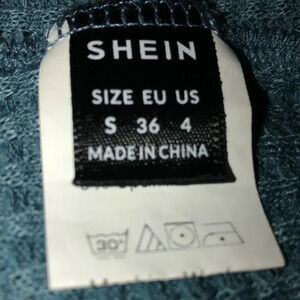 SHEIN
SIZE EU US
S 36 4
MADE IN CHINA
30°